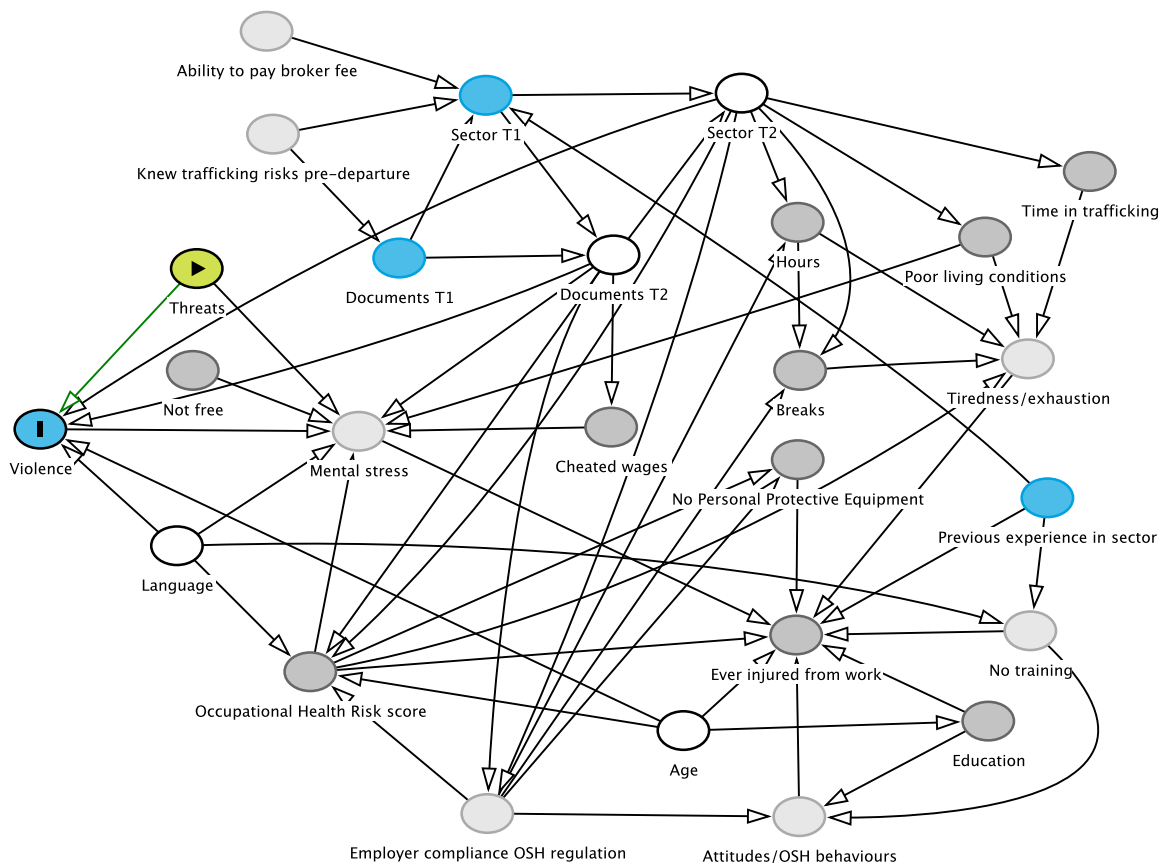 Ability to pay broker fee
Sector T1
Sector T2
Knew trafficking risks pre-departure
Time in trafficking
Hours
Poor living conditions
Documents T1
Documents T2
Threats
Not free
Breaks
Tiredness/exhaustion
Violence
Mental stress
Cheated wages
No Personal Protective Equipment
Previous experience in sector
Language
No training
Ever injured from work
Occupational Health Risk score
Age
Education
Employer compliance OSH regulation
Attitudes/OSH behaviours